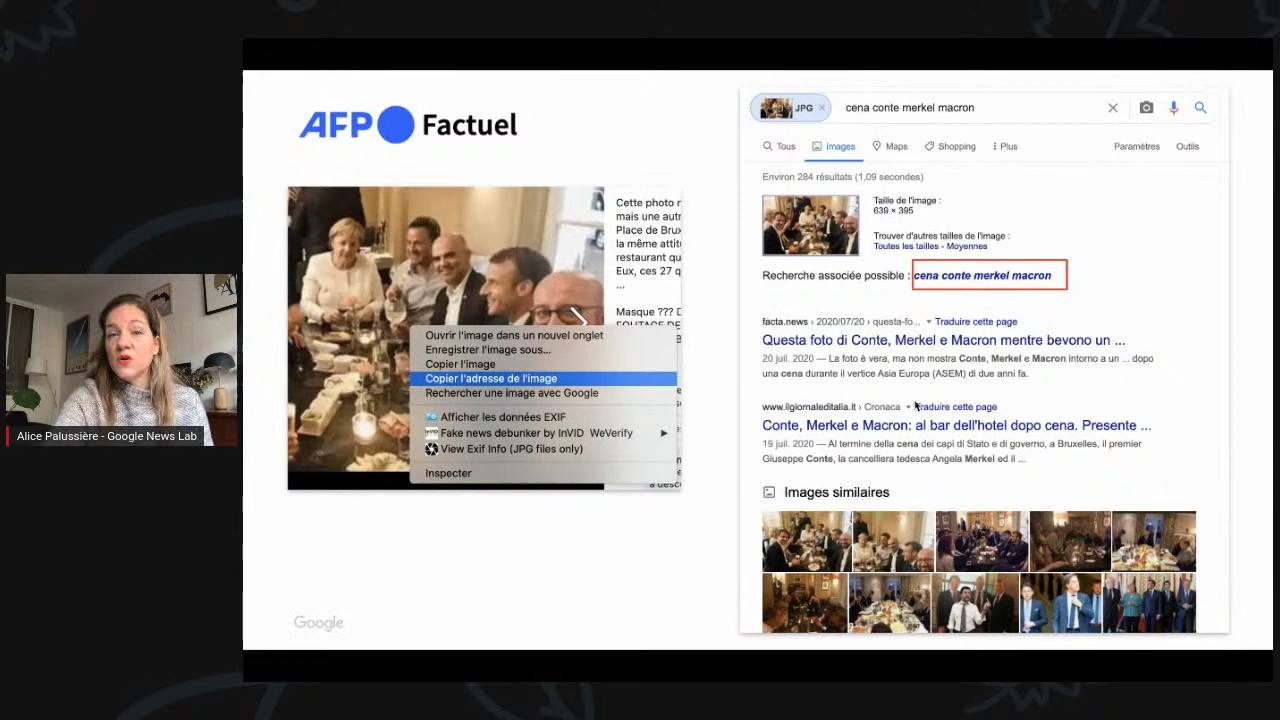 AFP Factuel
Cette photo r
mais une autr
Place de Brux
la même attit
restaurant qu
Eux, ces 27 q
...
Masque ??? D
Ouvrir l'image dans un nouvel onglet
Enregistrer l'image sous...
Copier l'image
Copier l'adresse de l'image
Rechercher une image avec Google
Afficher les données EXIF
Fake news debunker by InVID WeVerify
View Exif Info (JPG files only)
Inspecter
Google
Alice Palussière - Google News Lab
JPG × cena conte merkel macron
Tous Images Maps Shopping Plus Paramètres Outils
Environ 284 résultats (1,09 secondes)
Taille de l'image :
639 × 395
Trouver d'autres tailles de l'image :
Toutes les tailles - Moyennes
Recherche associée possible : cena conte merkel macron
facta.news › 2020/07/20 › questa-fo... Traduire cette page
Questa foto di Conte, Merkel e Macron mentre bevono un ...
20 juil. 2020 — La foto è vera, ma non mostra Conte, Merkel e Macron intorno a un ... dopo
una cena durante il vertice Asia Europa (ASEM) di due anni fa.
www.ilgiornaleditalia.it › Cronaca Traduire cette page
Conte, Merkel e Macron: al bar dell'hotel dopo cena. Presente ...
19 juil. 2020 — Al termine della cena dei capi di Stato e di governo, a Bruxelles, il premier
Giuseppe Conte, la cancelliera tedesca Angela Merkel ed il ...
Images similaires